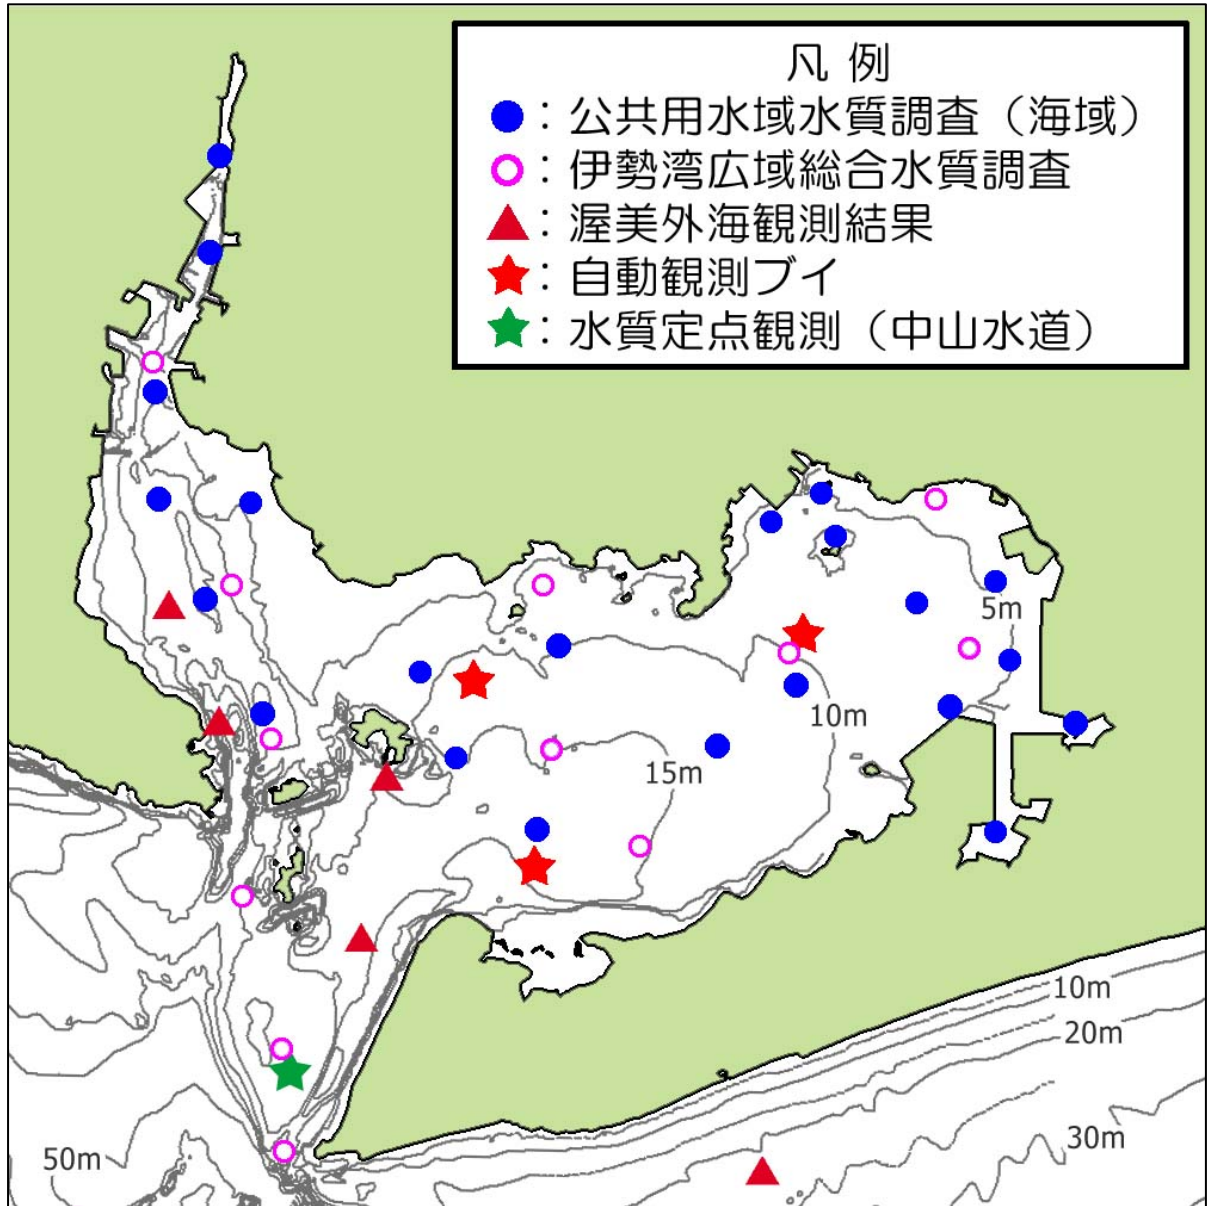 凡 例
：公共用水域水質調査（海域）
：伊勢湾広域総合水質調査
：渥美外海観測結果
：自動観測ブイ
：水質定点観測（中山水道）
5m
10m
15m
10m
20m
30m
50m